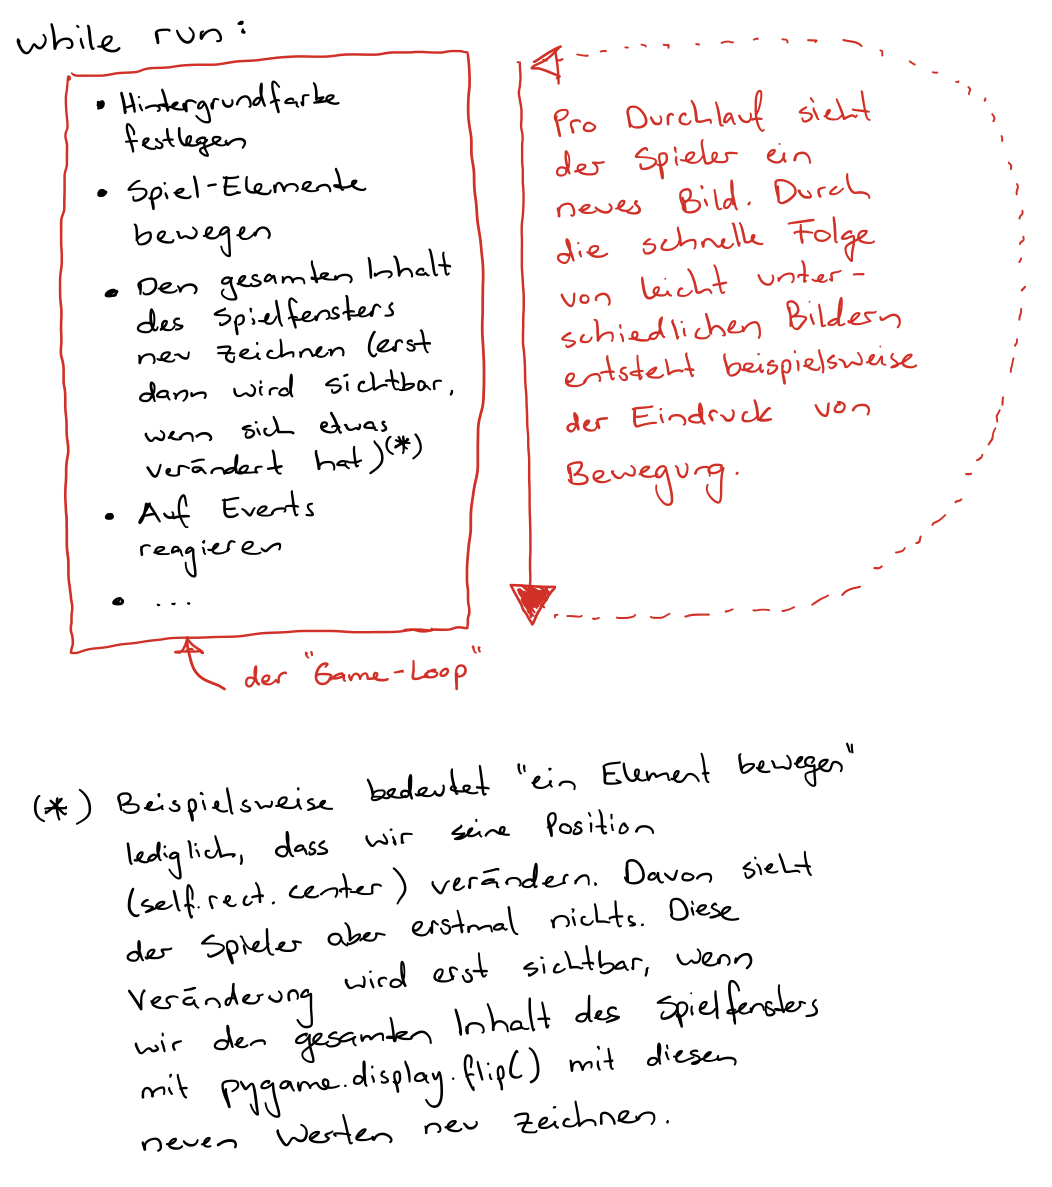 while run:
• Hintergrundfarbe
festlegen
• Spiel-Elemente
bewegen
• Den gesamten Inhalt
des Spielfensters
neu zeichnen (erst
dann wird sichtbar,
wenn sich etwas
verändert hat)(*)
• Auf Events
reagieren
• ...
der "Game-Loop"
Pro Durchlauf sieht
der Spieler ein
neues Bild. Durch
die schnelle Folge
von leicht unter-
schiedlichen Bildern
entsteht beispielsweise
der Eindruck von
Bewegung.
(*) Beispielsweise bedeutet "ein Element bewegen"
lediglich, dass wir seine Position
(self.rect.center) verändern. Davon sieht
der Spieler aber erstmal nichts. Diese
Veränderung wird erst sichtbar, wenn
wir den gesamten Inhalt des Spielfensters
mit pygame.display.flip() mit diesen
neuen Werten neu zeichnen.